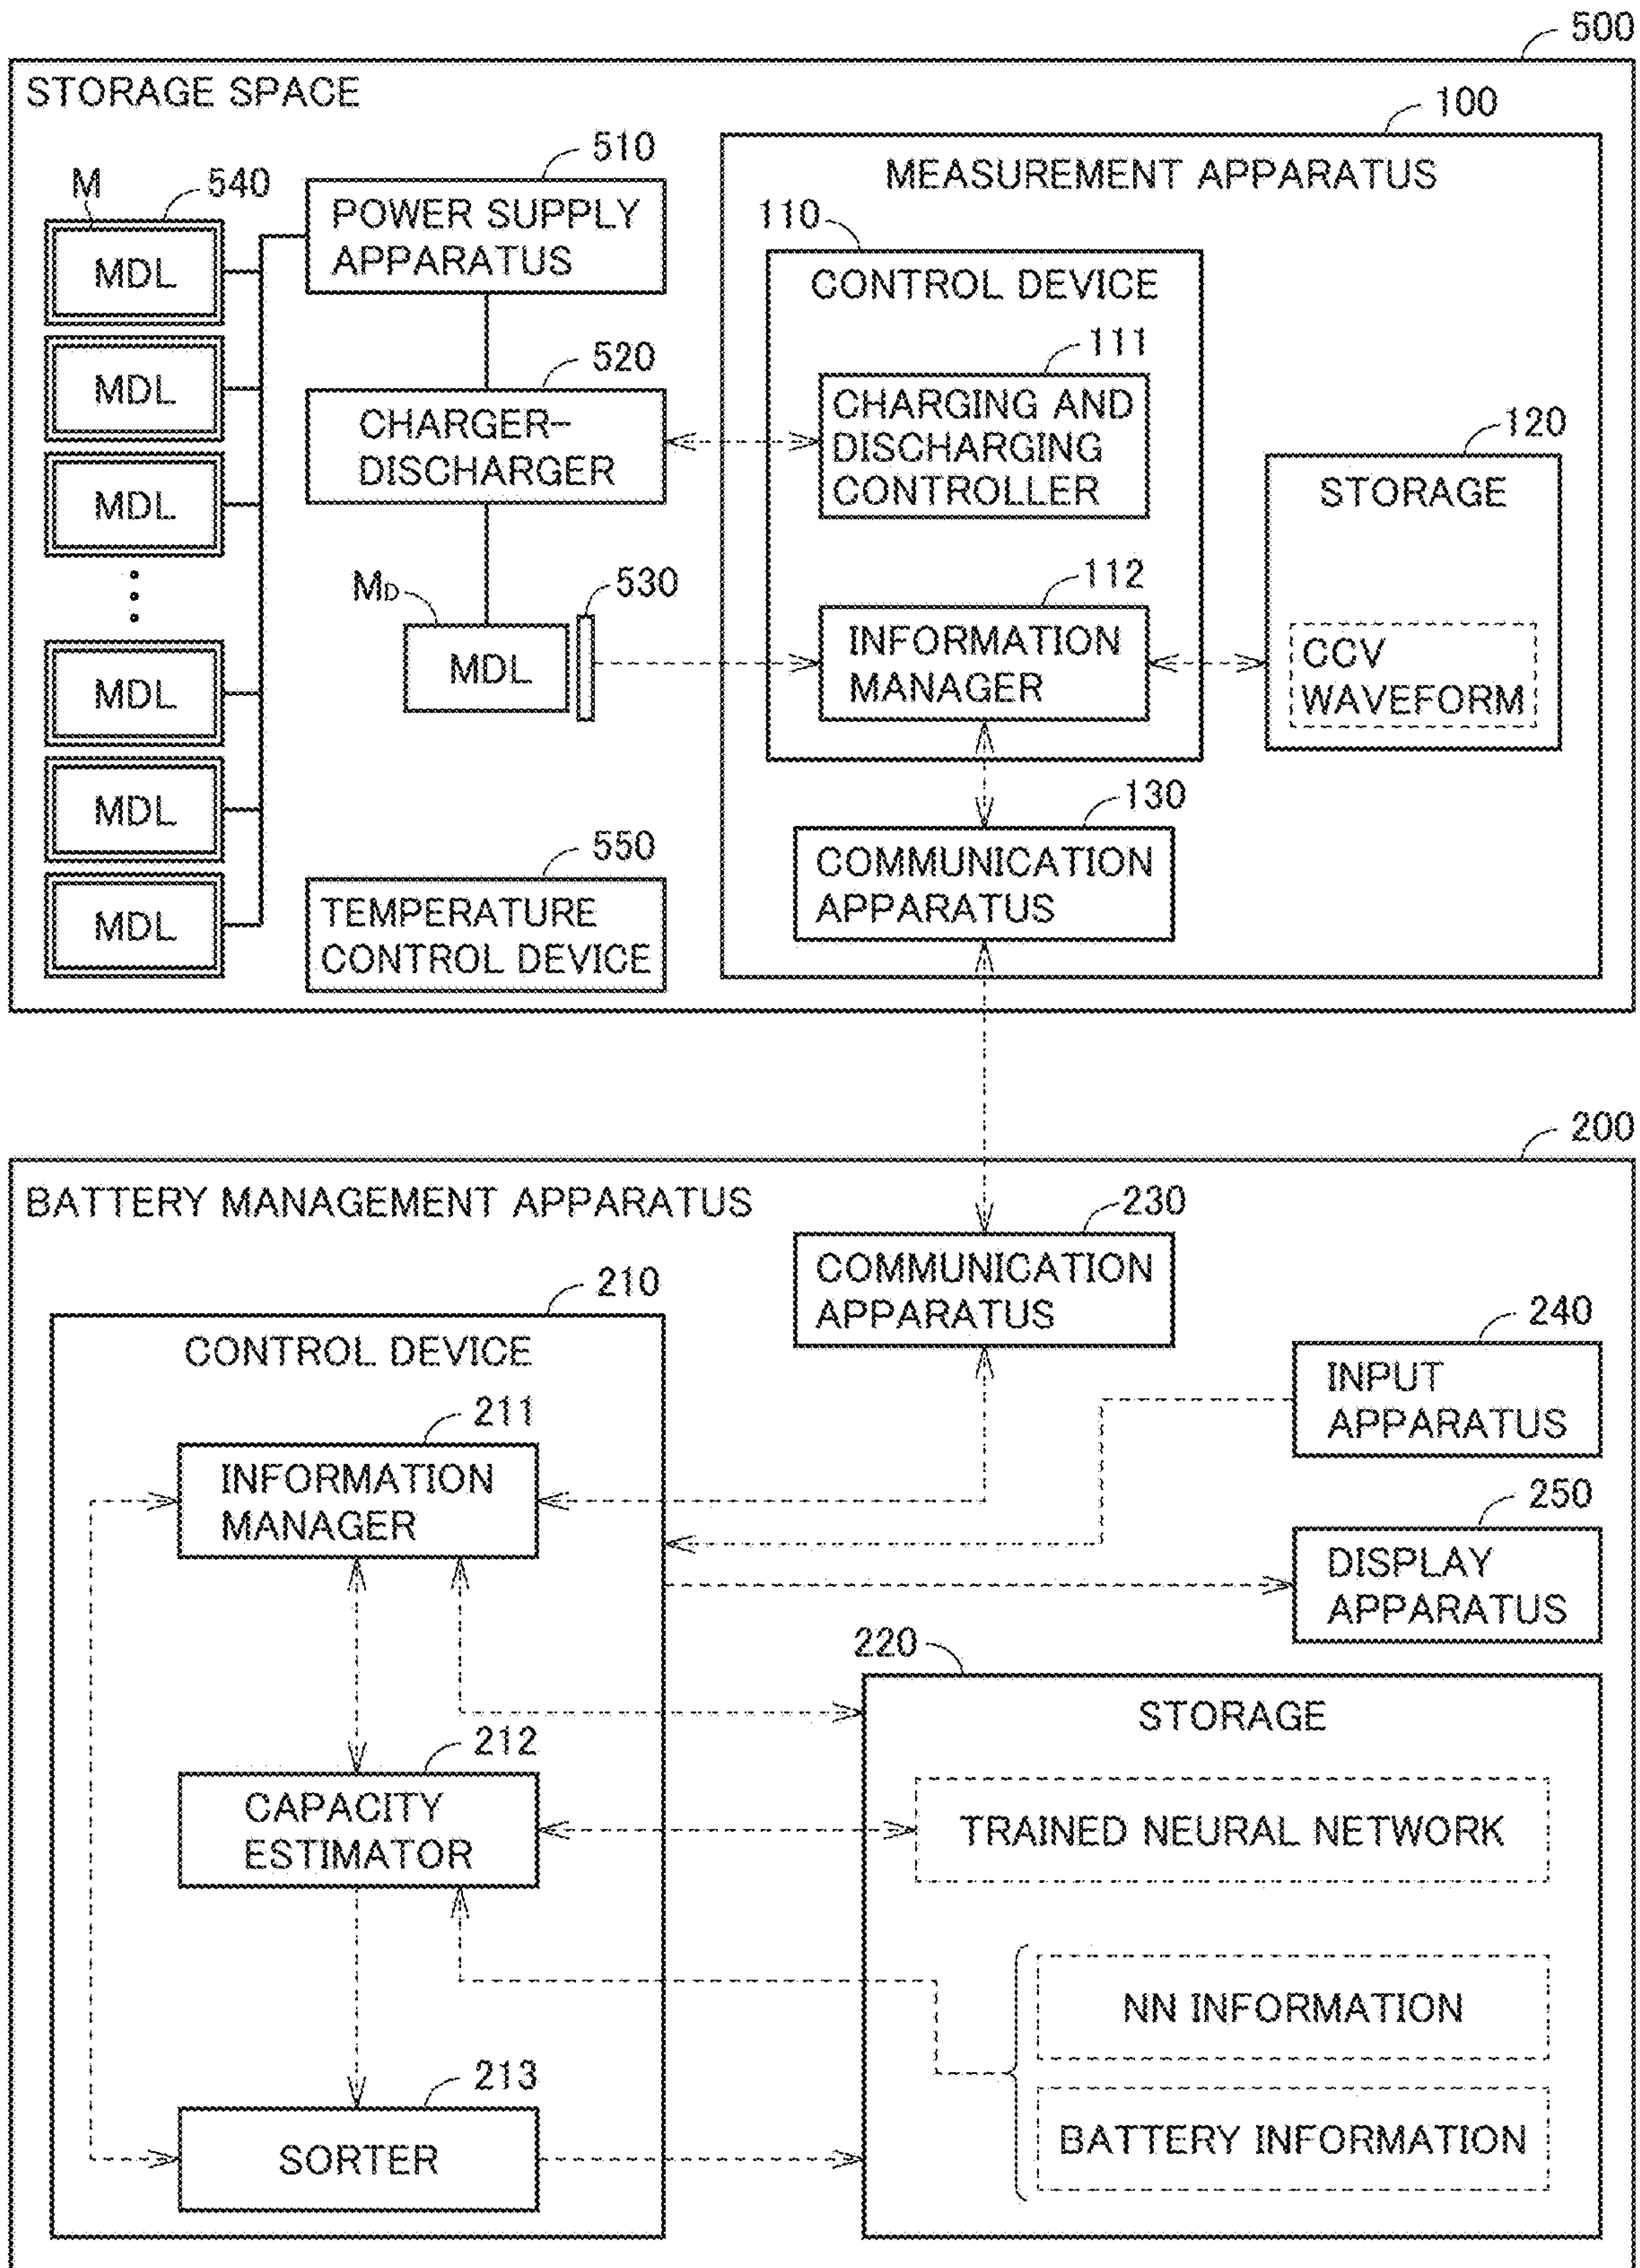 500
STORAGE SPACE
100
MEASUREMENT APPARATUS
M
540
510
POWER SUPPLY
APPARATUS
110
CONTROL DEVICE
MDL
MDL
MDL
MDL
MDL
MDL
520
CHARGER-
DISCHARGER
111
CHARGING AND
DISCHARGING
CONTROLLER
120
STORAGE
CCV
WAVEFORM
MD
530
MDL
112
INFORMATION
MANAGER
130
COMMUNICATION
APPARATUS
550
TEMPERATURE
CONTROL DEVICE
200
BATTERY MANAGEMENT APPARATUS
230
COMMUNICATION
APPARATUS
210
CONTROL DEVICE
240
INPUT
APPARATUS
211
INFORMATION
MANAGER
250
DISPLAY
APPARATUS
220
STORAGE
212
CAPACITY
ESTIMATOR
TRAINED NEURAL NETWORK
NN INFORMATION
213
SORTER
BATTERY INFORMATION